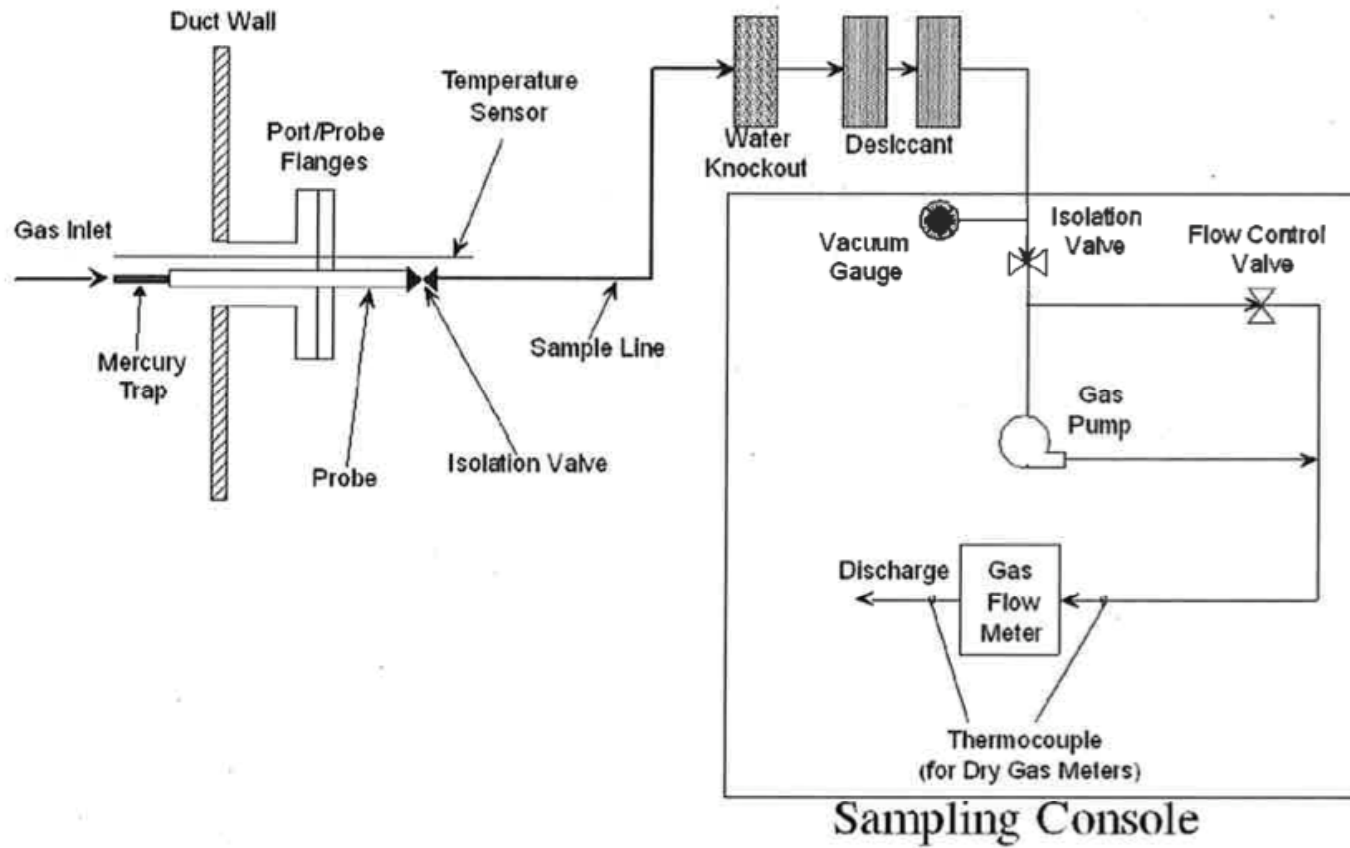 Duct Wall
Temperature
Sensor
Port/Probe
Flanges
Gas Inlet
Mercury
Trap
Probe
Isolation Valve
Sample Line
Water
Knockout
Desiccant
Vacuum
Gauge
Isolation
Valve
Flow Control
Valve
Gas
Pump
Discharge
Gas
Flow
Meter
Thermocouple
(for Dry Gas Meters)
Sampling Console